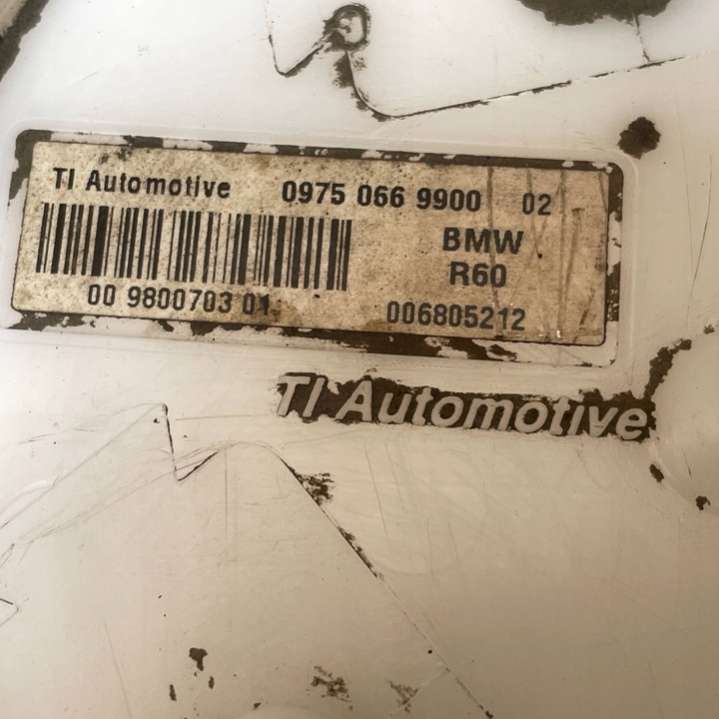 TI Automotive 0975 066 9900 02
BMW
R60
00 9800703 01
006805212
TI Automotive